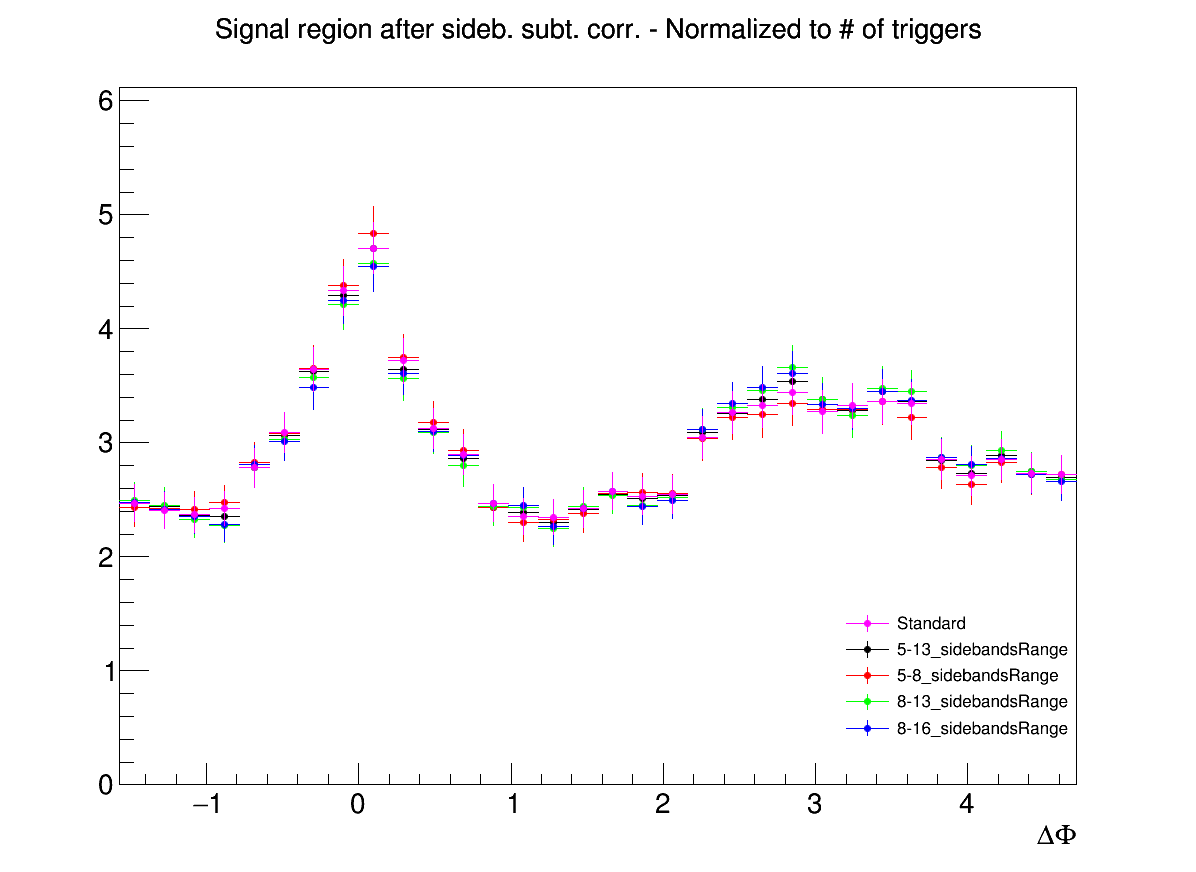 Signal region after sideb. subt. corr. - Normalized to # of triggers
6
5
4
3
2
1
0
−1 0 1 2 3 4
ΔΦ
Standard
5-13_sidebandsRange
5-8_sidebandsRange
8-13_sidebandsRange
8-16_sidebandsRange